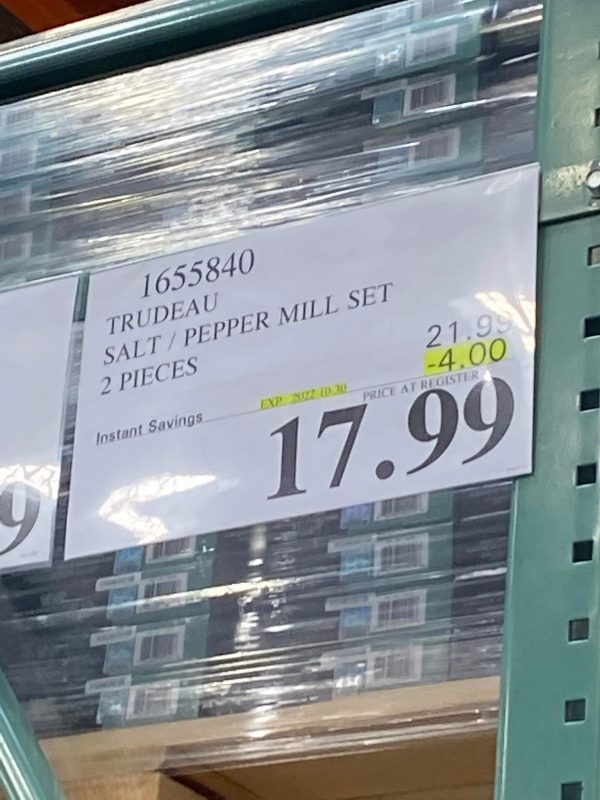 1655840
TRUDEAU
SALT / PEPPER MILL SET
2 PIECES
21.99
-4.00
Instant Savings
EXP. 2022-10-30
PRICE AT REGISTER
17.99
9